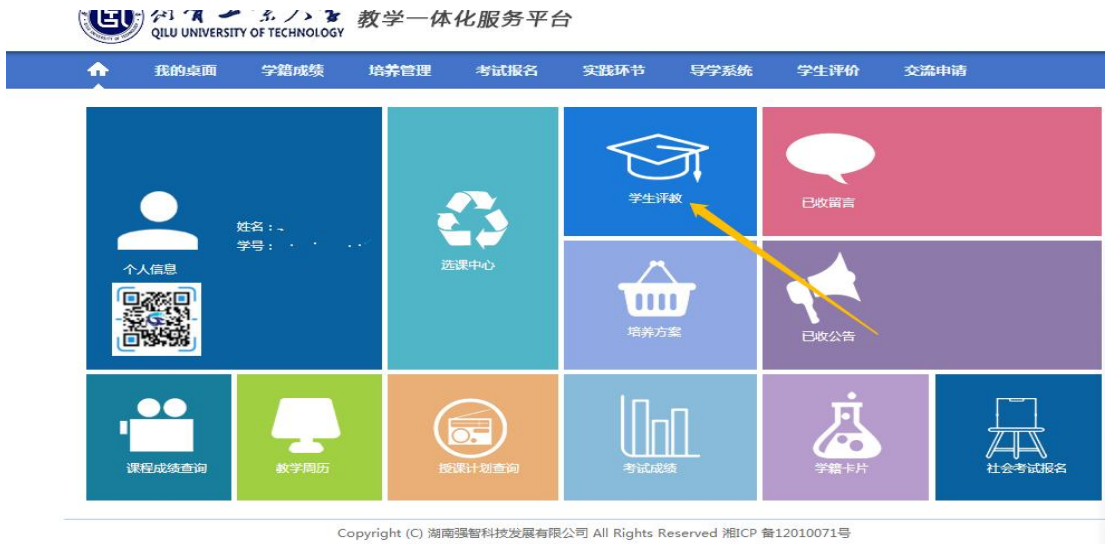 QILU UNIVERSITY OF TECHNOLOGY
教学一体化服务平台
我的桌面 学籍成绩 培养管理 考试报名 实践环节 导学系统 学生评价 交流申请
学生评教
已收留言
姓名：
学号：
个人信息
选课中心
培养方案
已收公告
课程成绩查询
教学周历
授课计划查询
考试成绩
学籍卡片
社会考试报名
Copyright (C) 湖南强智科技发展有限公司 All Rights Reserved 湘ICP 备12010071号